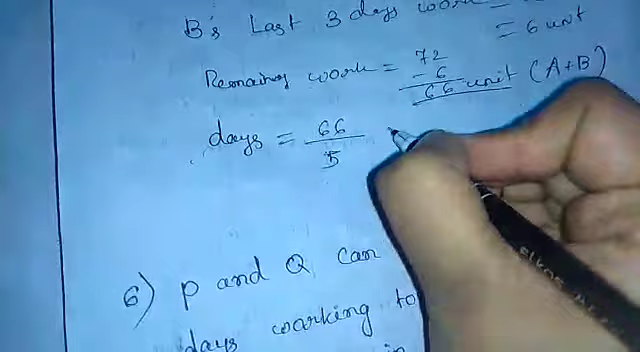 B's Last 3 days work =
= 6 unit
Remaining work = 72
- 6
66 unit (A+B)
days = 66
5
6) P and Q can
days working to